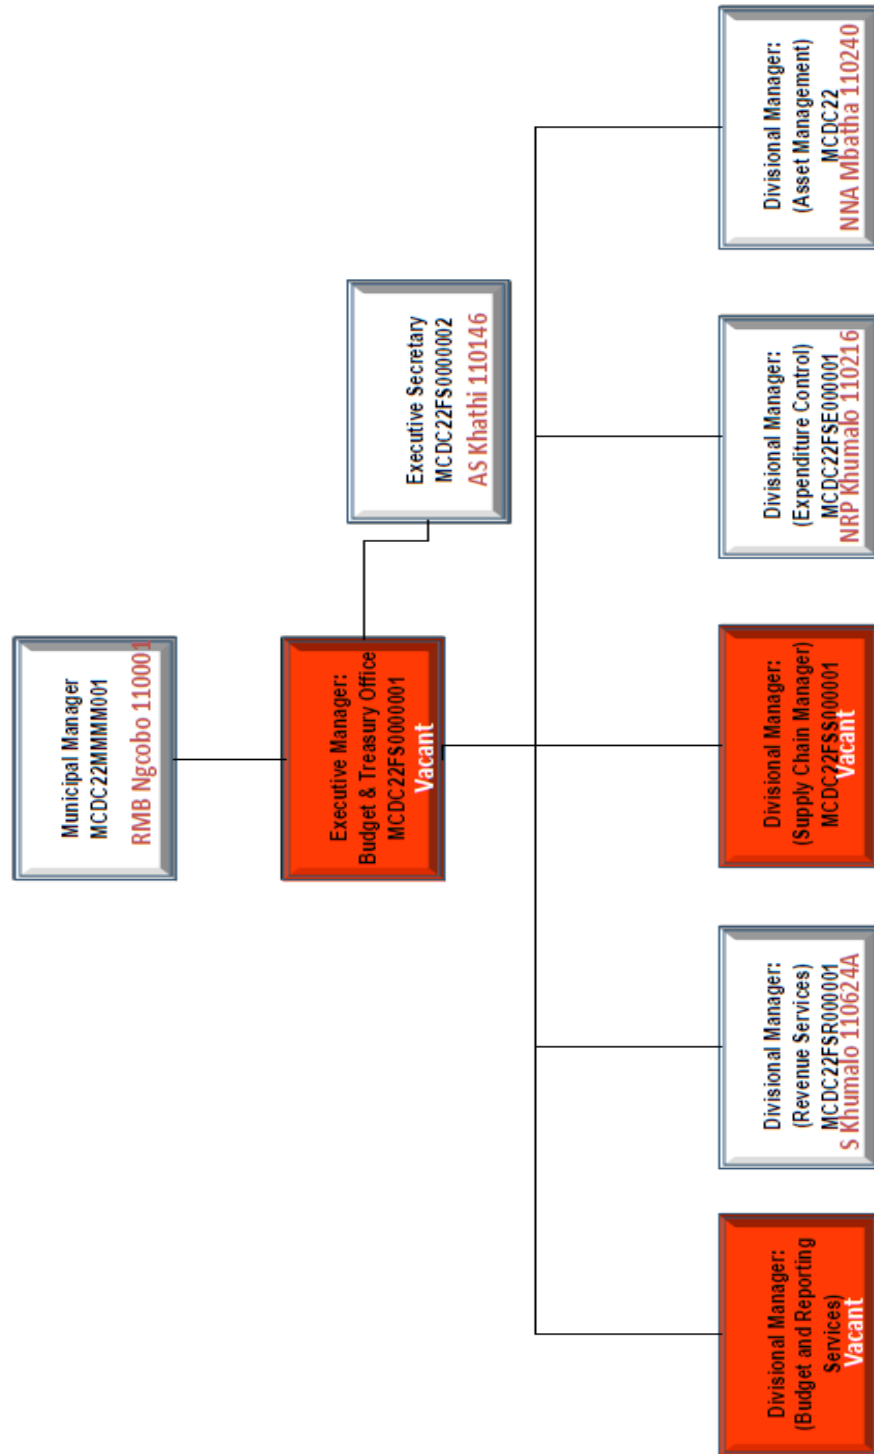 Municipal Manager
MCDC22MMMM001
RMB Ngcobo 110001
Executive Manager:
Budget & Treasury Office
MCDC22FS0000001
Vacant
Executive Secretary
MCDC22FS0000002
AS Khathi 110146
Divisional Manager:
(Budget and Reporting
Services)
Vacant
Divisional Manager:
(Revenue Services)
MCDC22FSR000001
S Khumalo 110624A
Divisional Manager:
(Supply Chain Manager)
MCDC22FSS000001
Vacant
Divisional Manager:
(Expenditure Control)
MCDC22FSE000001
NRP Khumalo 110216
Divisional Manager:
(Asset Management)
MCDC22
NNA Mbatha 110240